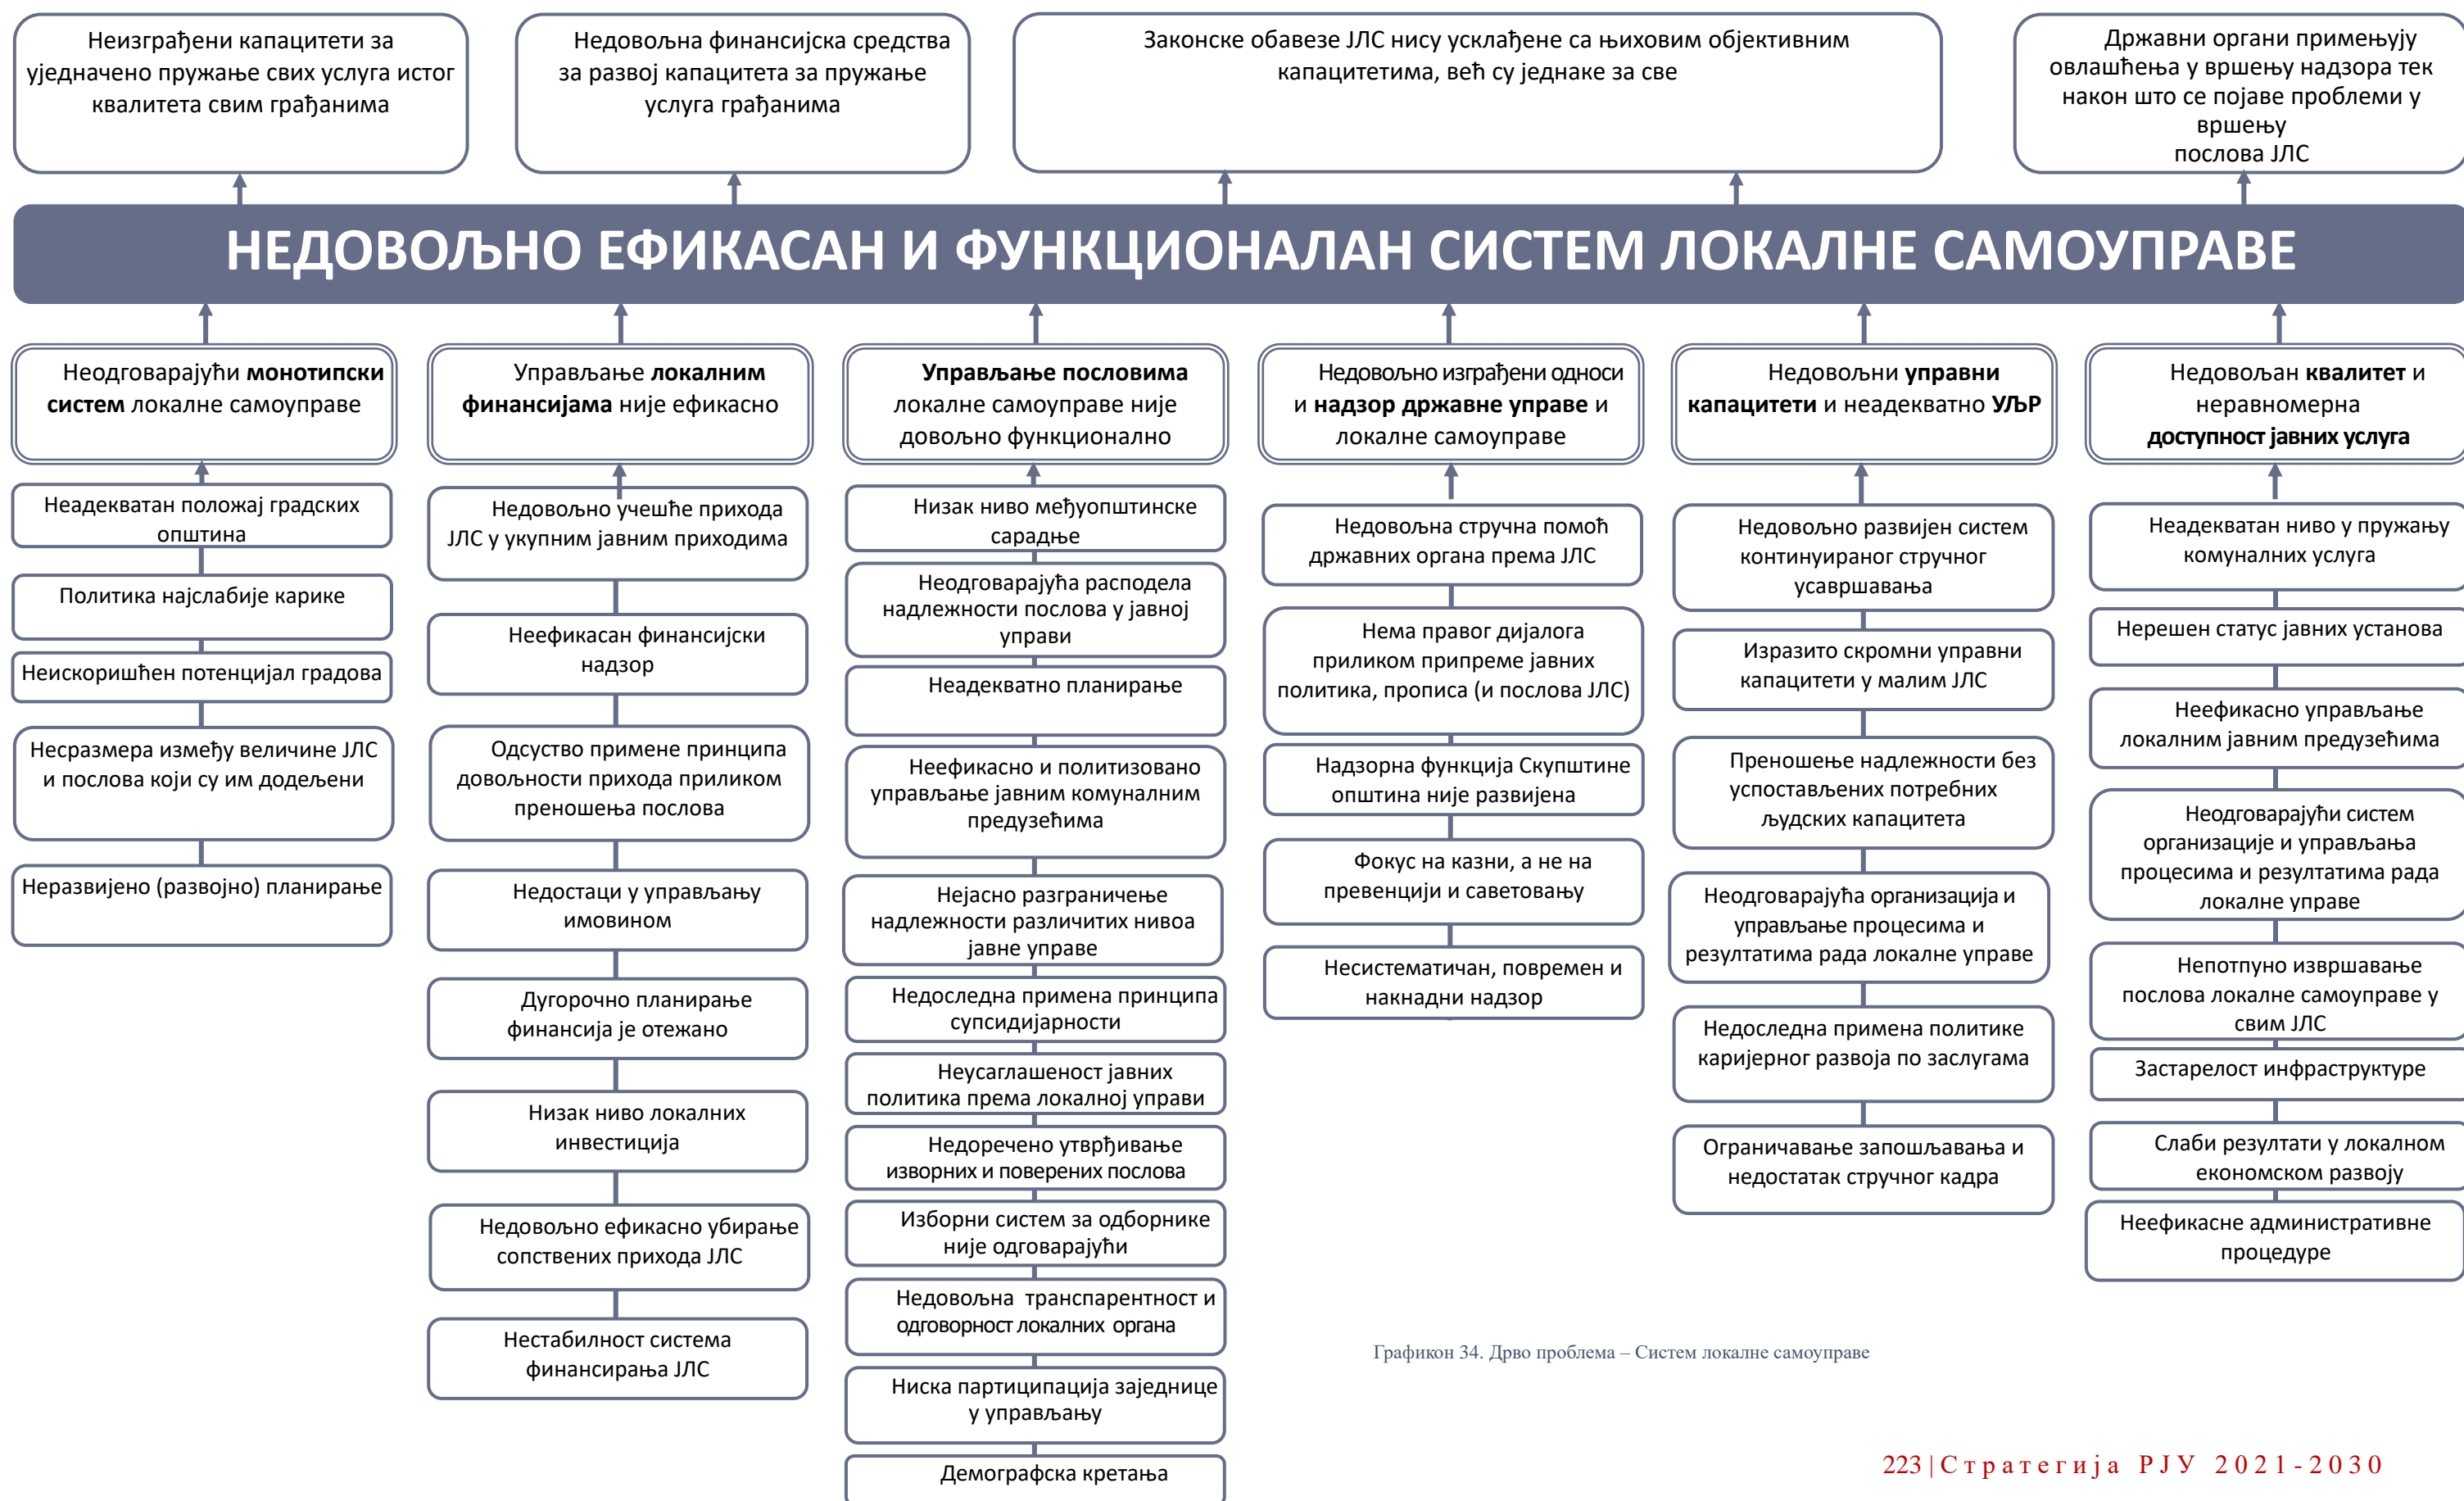 Неизграђени капацитети за
уједначено пружање свих услуга истог
квалитета свим грађанима
Недовољна финансијска средства
за развој капацитета за пружање
услуга грађанима
Законске обавезе ЈЛС нису усклађене са њиховим објективним
капацитетима, већ су једнаке за све
Државни органи примењују
овлашћења у вршењу надзора тек
након што се појаве проблеми у
вршењу
послова ЈЛС
НЕДОВОЉНО ЕФИКАСАН И ФУНКЦИОНАЛАН СИСТЕМ ЛОКАЛНЕ САМОУПРАВЕ
Неодговарајући монотипски
систем локалне самоуправе
Неадекватан положај градских
општина
Политика најслабије карике
Неискоришћен потенцијал градова
Несразмера између величине ЈЛС
и послова који су им додељени
Неразвијено (развојно) планирање
Управљање локалним
финансијама није ефикасно
Недовољно учешће прихода
ЈЛС у укупним јавним приходима
Неефикасан финансијски
надзор
Одсуство примене принципа
довољности прихода приликом
преношења послова
Недостаци у управљању
имовином
Дугорочно планирање
финансија је отежано
Низак ниво локалних
инвестиција
Недовољно ефикасно убирање
сопствених прихода ЈЛС
Нестабилност система
финансирања ЈЛС
Управљање пословима
локалне самоуправе није
довољно функционално
Низак ниво међуопштинске
сарадње
Неодговарајућа расподела
надлежности послова у јавној
управи
Неадекватно планирање
Неефикасно и политизовано
управљање јавним комуналним
предузећима
Нејасно разграничење
надлежности различитих нивоа
јавне управе
Недоследна примена принципа
супсидијарности
Неусаглашеност јавних
политика према локалној управи
Недоречено утврђивање
изворних и поверених послова
Изборни систем за одборнике
није одговарајући
Недовољна транспарентност и
одговорност локалних органа
Ниска партиципација заједнице
у управљању
Демографска кретања
Недовољно изграђени односи
и надзор државне управе и
локалне самоуправе
Недовољна стручна помоћ
државних органа према ЈЛС
Нема правог дијалога
приликом припреме јавних
политика, прописа (и послова ЈЛС)
Надзорна функција Скупштине
општина није развијена
Фокус на казни, а не на
превенцији и саветовању
Несистематичан, повремен и
накнадни надзор
Недовољни управни
капацитети и неадекватно УЉР
Недовољно развијен систем
континуираног стручног
усавршавања
Изразито скромни управни
капацитети у малим ЈЛС
Преношење надлежности без
успостављених потребних
људских капацитета
Неодговарајућа организација и
управљање процесима и
резултатима рада локалне управе
Недоследна примена политике
каријерног развоја по заслугама
Ограничавање запошљавања и
недостатак стручног кадра
Недовољан квалитет и
неравномерна
доступност јавних услуга
Неадекватан ниво у пружању
комуналних услуга
Нерешен статус јавних установа
Неефикасно управљање
локалним јавним предузећима
Неодговарајући систем
организације и управљања
процесима и резултатима рада
локалне управе
Непотпуно извршавање
послова локалне самоуправе у
свим ЈЛС
Застарелост инфраструктуре
Слаби резултати у локалном
економском развоју
Неефикасне административне
процедуре
Графикон 34. Дрво проблема – Систем локалне самоуправе
223 | Стратегија РЈУ 2021-2030